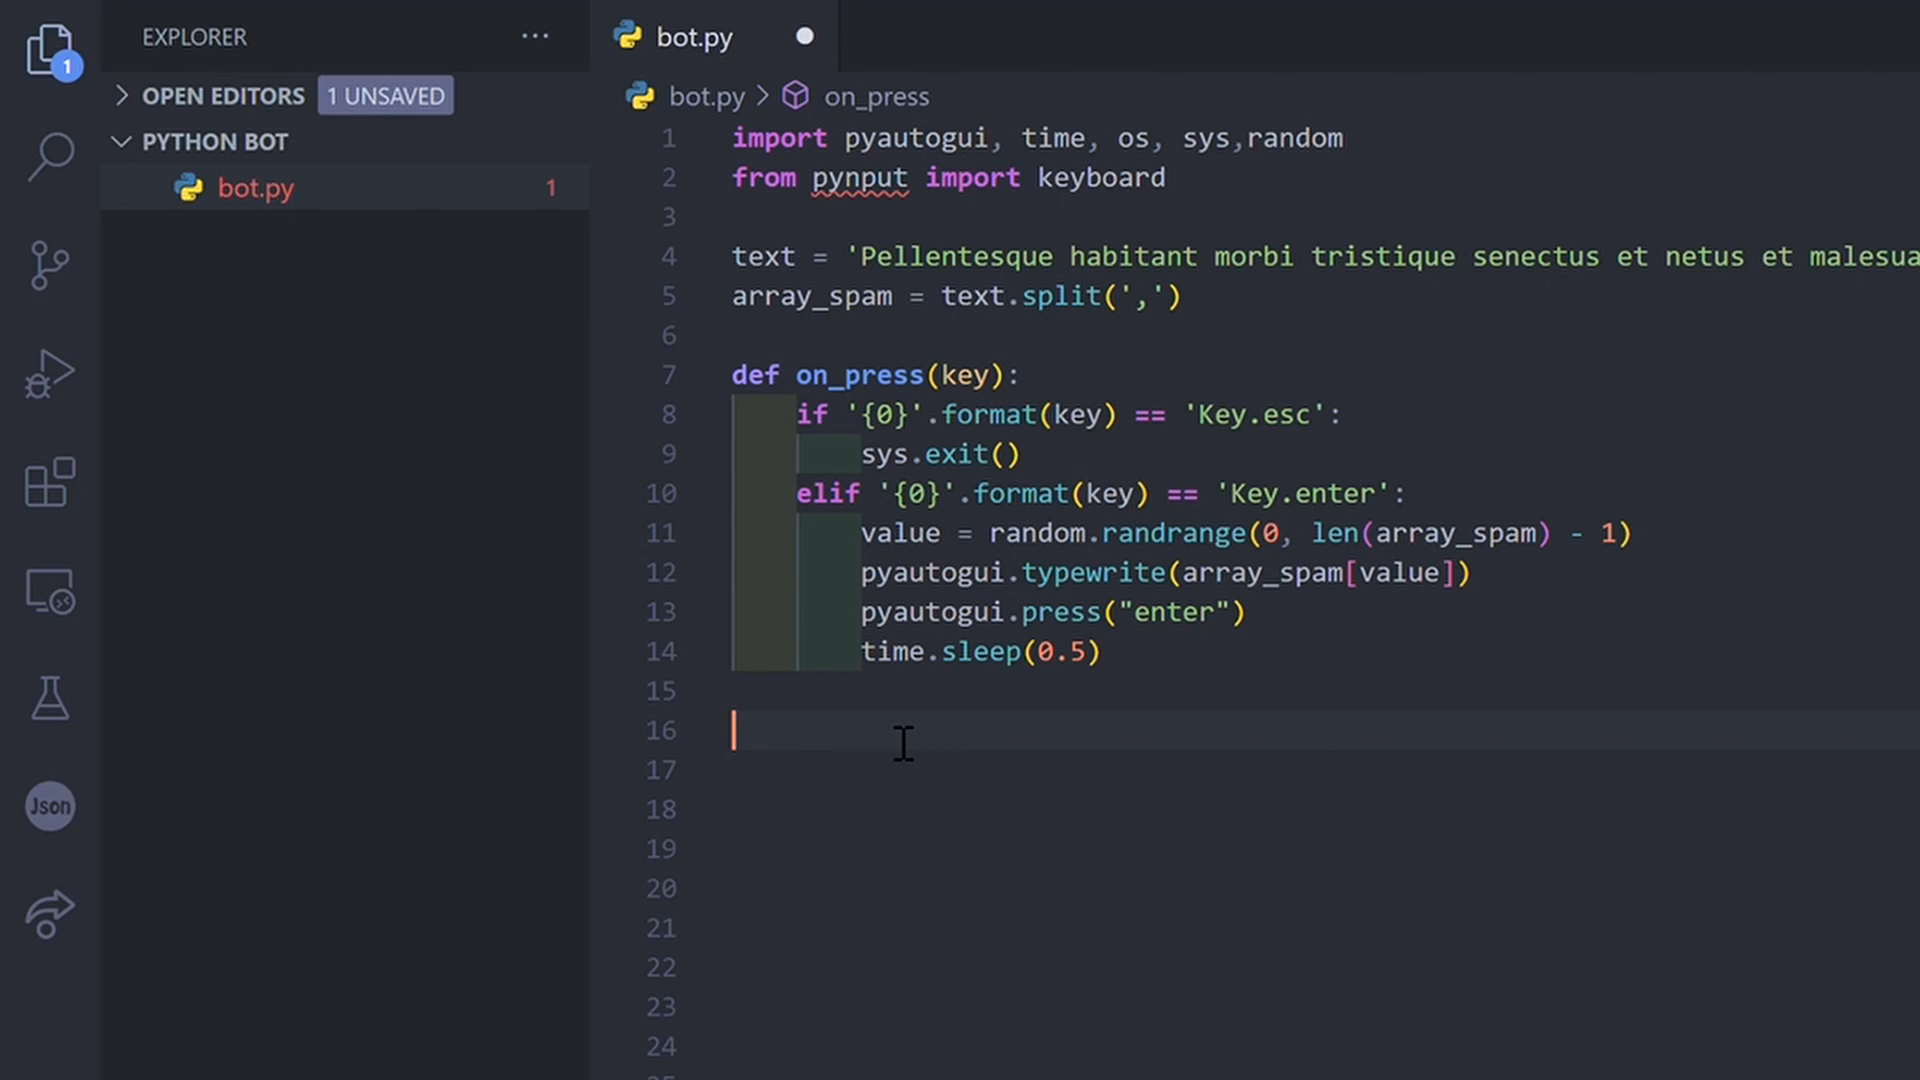 EXPLORER
1
OPEN EDITORS 1 UNSAVED
PYTHON BOT
bot.py 1
Json
bot.py
bot.py > on_press
1 import pyautogui, time, os, sys,random
2 from pynput import keyboard
3
4 text = 'Pellentesque habitant morbi tristique senectus et netus et malesua
5 array_spam = text.split(',')
6
7 def on_press(key):
8 if '{0}'.format(key) == 'Key.esc':
9 sys.exit()
10 elif '{0}'.format(key) == 'Key.enter':
11 value = random.randrange(0, len(array_spam) - 1)
12 pyautogui.typewrite(array_spam[value])
13 pyautogui.press("enter")
14 time.sleep(0.5)
15
16
17
18
19
20
21
22
23
24